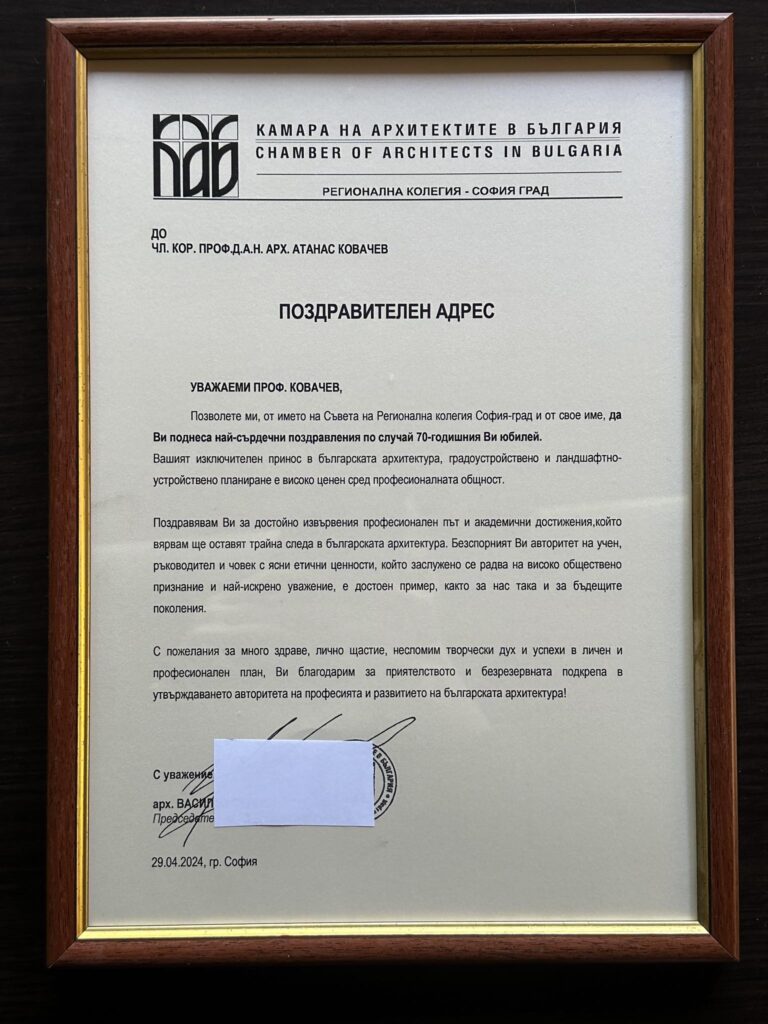 КАБ
КАМАРА НА АРХИТЕКТИТЕ В БЪЛГАРИЯ
CHAMBER OF ARCHITECTS IN BULGARIA
РЕГИОНАЛНА КОЛЕГИЯ - СОФИЯ ГРАД
ДО
ЧЛ. КОР. ПРОФ.Д.А.Н. АРХ. АТАНАС КОВАЧЕВ
ПОЗДРАВИТЕЛЕН АДРЕС
УВАЖАЕМИ ПРОФ. КОВАЧЕВ,
Позволете ми, от името на Съвета на Регионална колегия София-град и от свое име, да
Ви поднеса най-сърдечни поздравления по случай 70-годишния Ви юбилей.
Вашият изключителен принос в българската архитектура, градоустройствено и ландшафтно-
устройствено планиране е високо ценен сред професионалната общност.
Поздравявам Ви за достойно извървения професионален път и академични достижения,който
вярвам ще оставят трайна следа в българската архитектура. Безспорният Ви авторитет на учен,
ръководител и човек с ясни етични ценности, който заслужено се радва на високо обществено
признание и най-искрено уважение, е достоен пример, както за нас така и за бъдещите
поколения.
С пожелания за много здраве, лично щастие, несломим творчески дух и успехи в личен и
професионален план, Ви благодарим за приятелството и безрезервната подкрепа в
утвърждаването авторитета на професията и развитието на българската архитектура!
С уважение
арх. ВАСИЛ
Председате
29.04.2024, гр. София
В БЪЛГАРИЯ